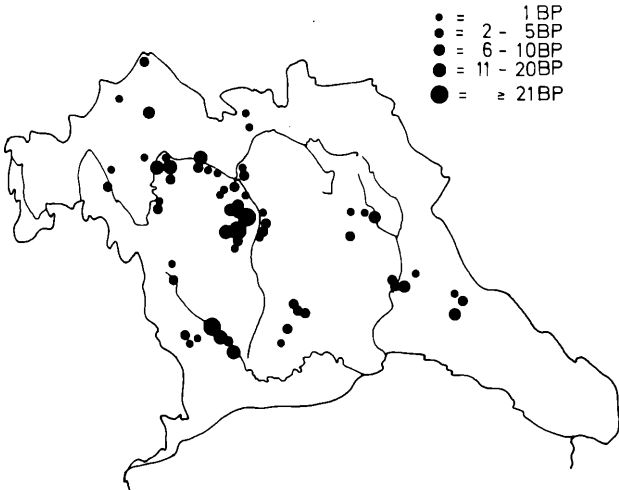 ● = 1 BP
● = 2 - 5 BP
● = 6 - 10 BP
● = 11 - 20 BP
● = ≥ 21 BP